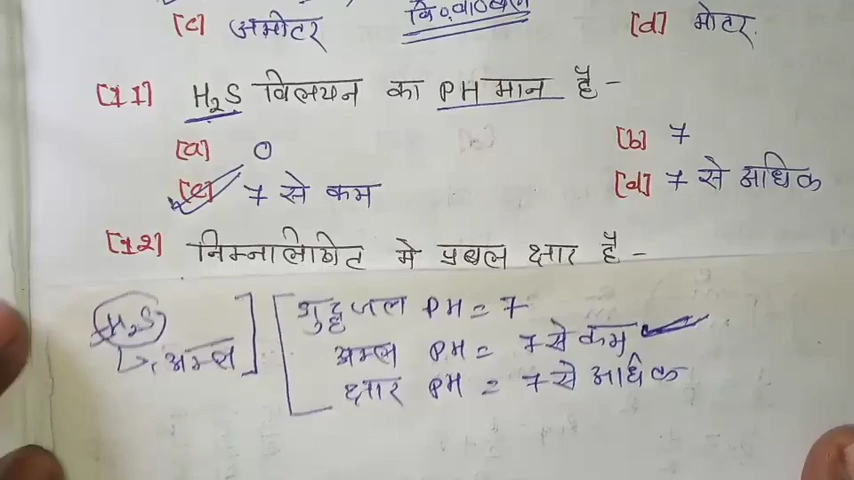 वि०वा०बल
[c] अमीटर [d] मोटर
[11] H₂S विलयन का PH मान है -
[a] 0 [b] 7
[c] 7 से कम [d] 7 से अधिक
[12] निम्नलिखित मे प्रबल क्षार है -
H₂S
अम्ल
शुद्ध जल PH = 7
अम्ल PH = 7 से कम
क्षार PH = 7 से अधिक